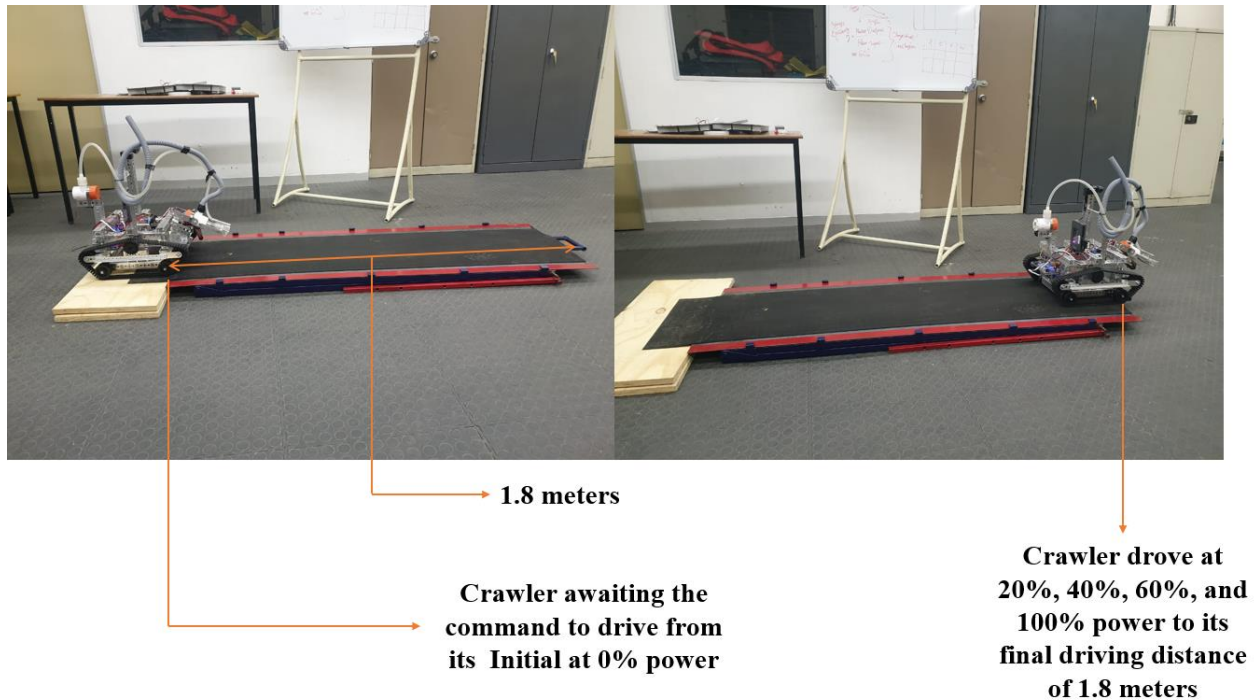 1.8 meters
Crawler awaiting the
command to drive from
its Initial at 0% power
Crawler drove at
20%, 40%, 60%, and
100% power to its
final driving distance
of 1.8 meters